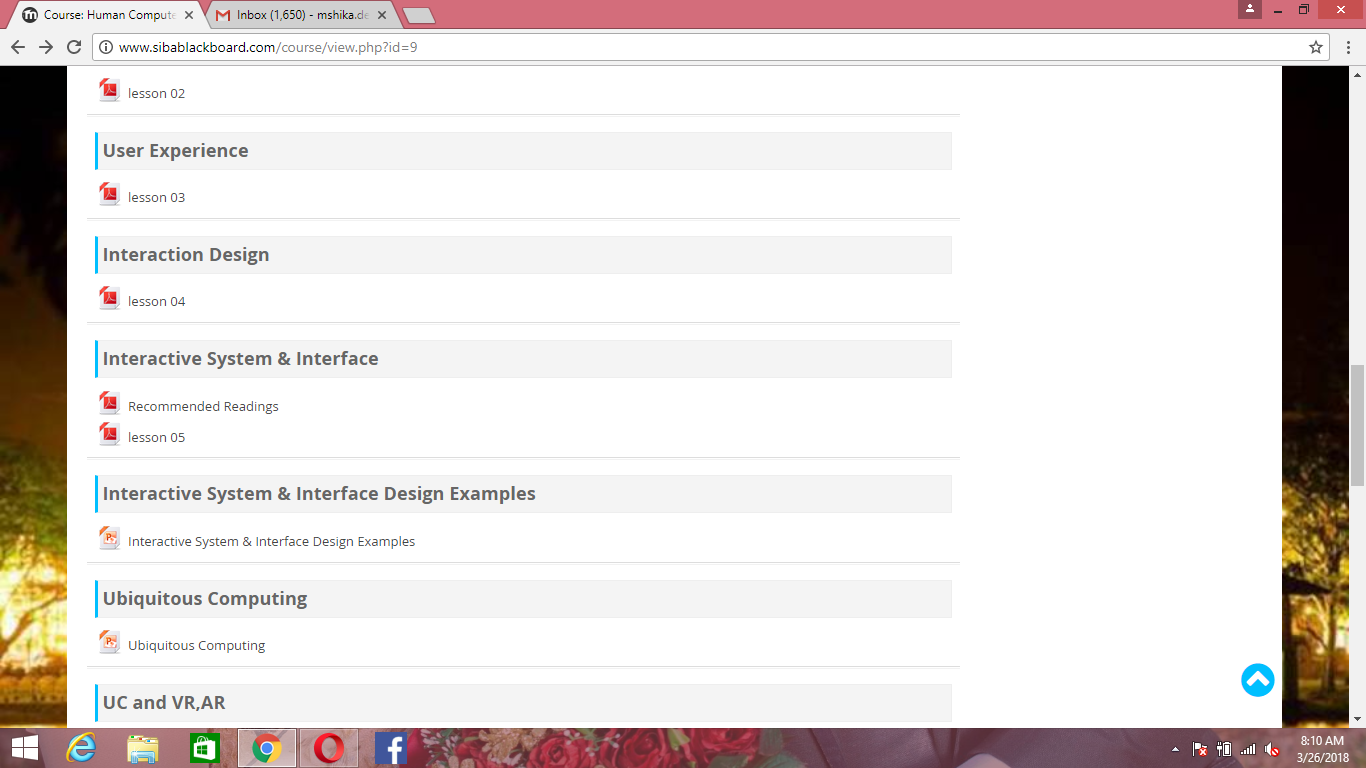 Course: Human Compute
Inbox (1,650) - mshika.de
www.sibablackboard.com/course/view.php?id=9
lesson 02
User Experience
lesson 03
Interaction Design
lesson 04
Interactive System & Interface
Recommended Readings
lesson 05
Interactive System & Interface Design Examples
Interactive System & Interface Design Examples
Ubiquitous Computing
Ubiquitous Computing
UC and VR,AR
8:10 AM
3/26/2018